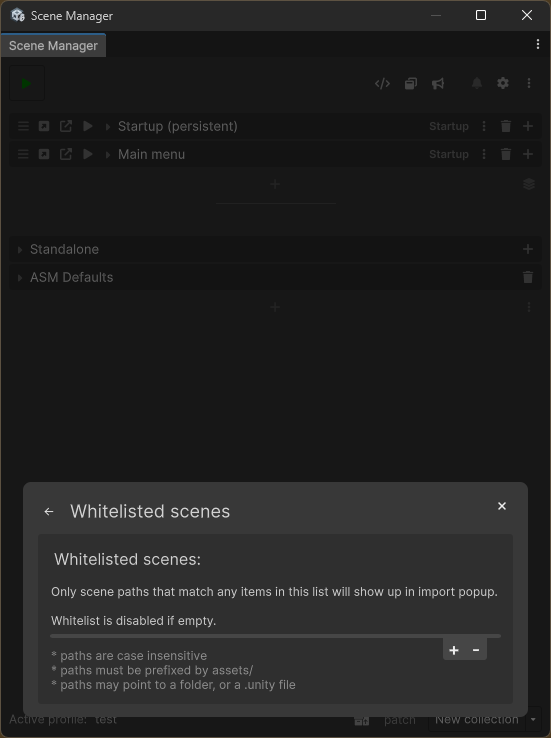 Scene Manager
Scene Manager
Startup (persistent) Startup
Main menu Startup
Standalone
ASM Defaults
Whitelisted scenes
Whitelisted scenes:
Only scene paths that match any items in this list will show up in import popup.
Whitelist is disabled if empty.
* paths are case insensitive
* paths must be prefixed by assets/
* paths may point to a folder, or a .unity file
Active profile: test patch New collection